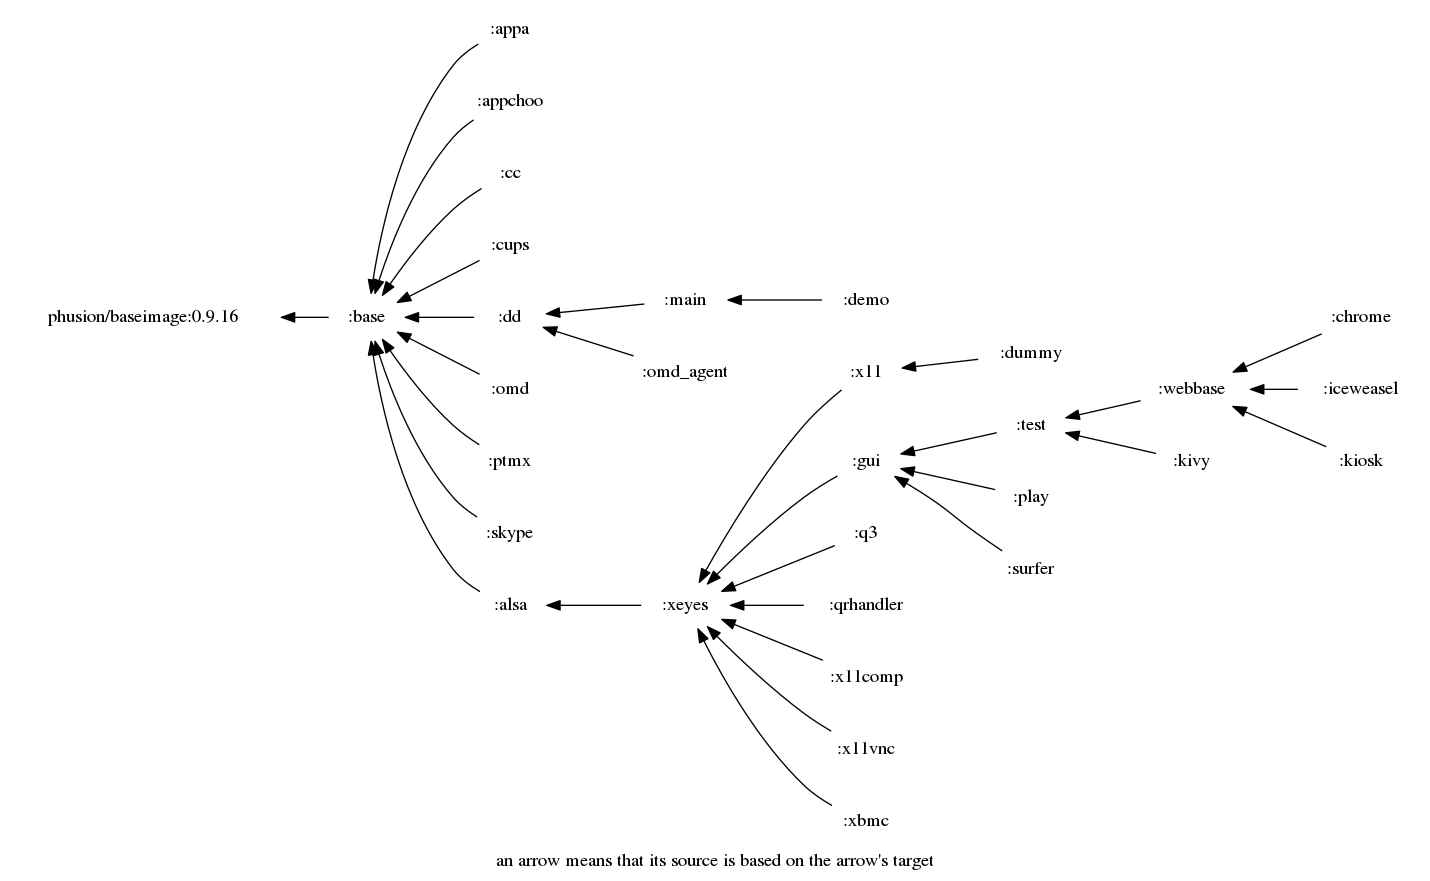 :appa
:appchoo
:cc
:cups
:main
:demo
phusion/baseimage:0.9.16
:base
:dd
:chrome
:dummy
:omd_agent
:x11
:omd
:webbase
:iceweasel
:test
:ptmx
:gui
:kivy
:kiosk
:play
:skype
:q3
:surfer
:alsa
:xeyes
:qrhandler
:x11comp
:x11vnc
:xbmc
an arrow means that its source is based on the arrow's target